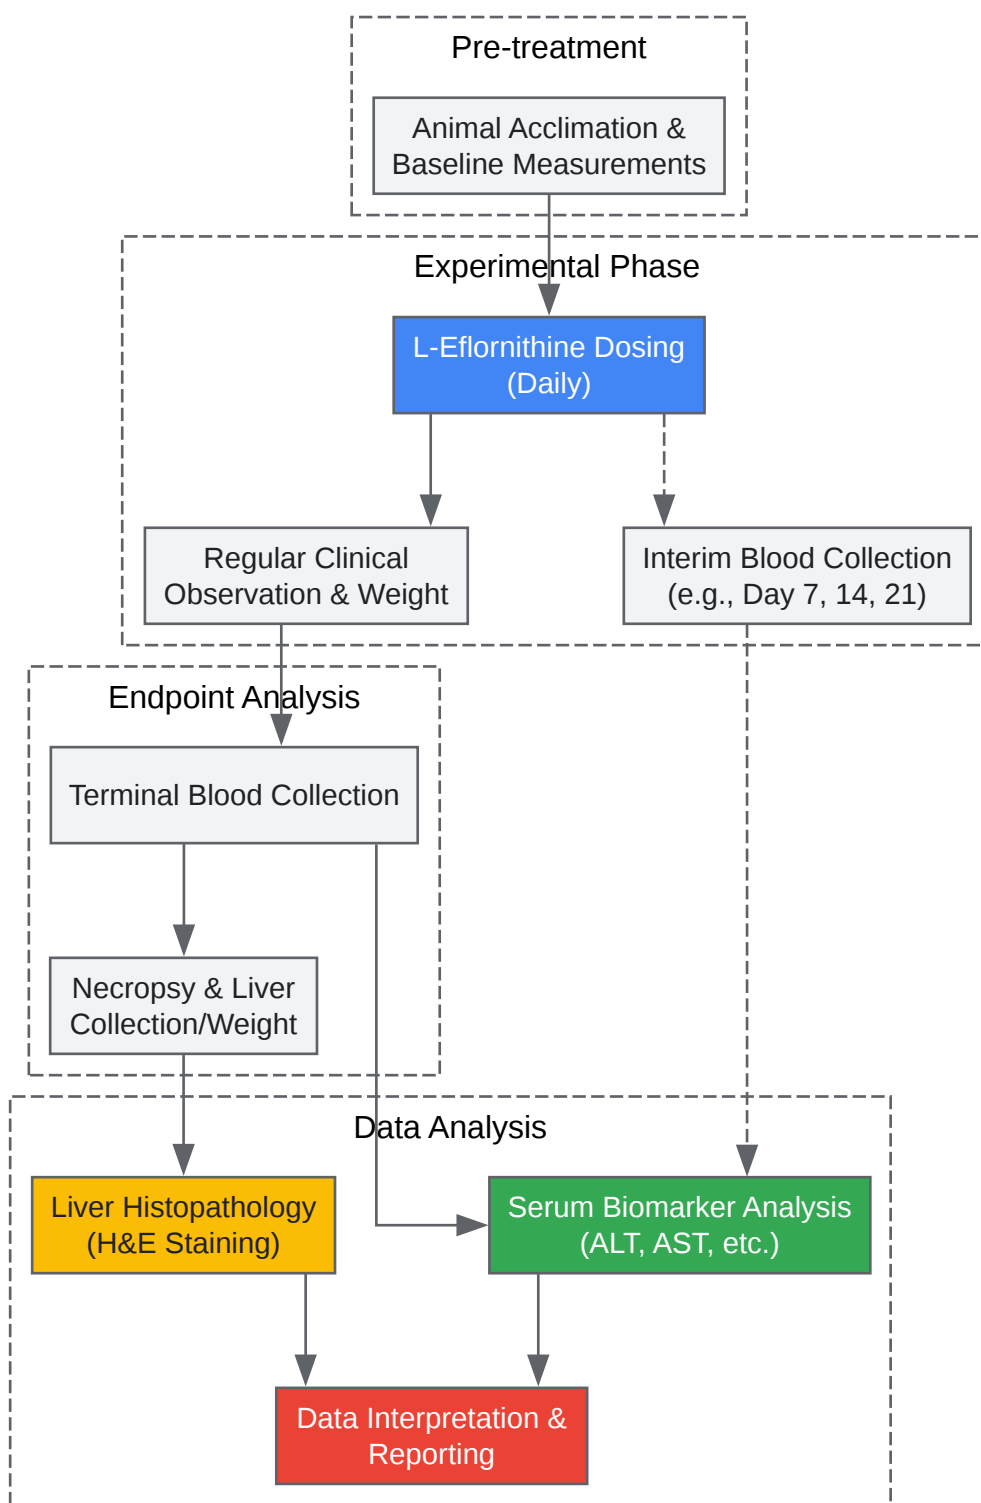 Pre-treatment
Animal Acclimation &
Baseline Measurements
Experimental Phase
L-Eflornithine Dosing
(Daily)
Regular Clinical
Observation & Weight
Interim Blood Collection
(e.g., Day 7, 14, 21)
Endpoint Analysis
Terminal Blood Collection
Necropsy & Liver
Collection/Weight
Data Analysis
Liver Histopathology
(H&E Staining)
Serum Biomarker Analysis
(ALT, AST, etc.)
Data Interpretation &
Reporting